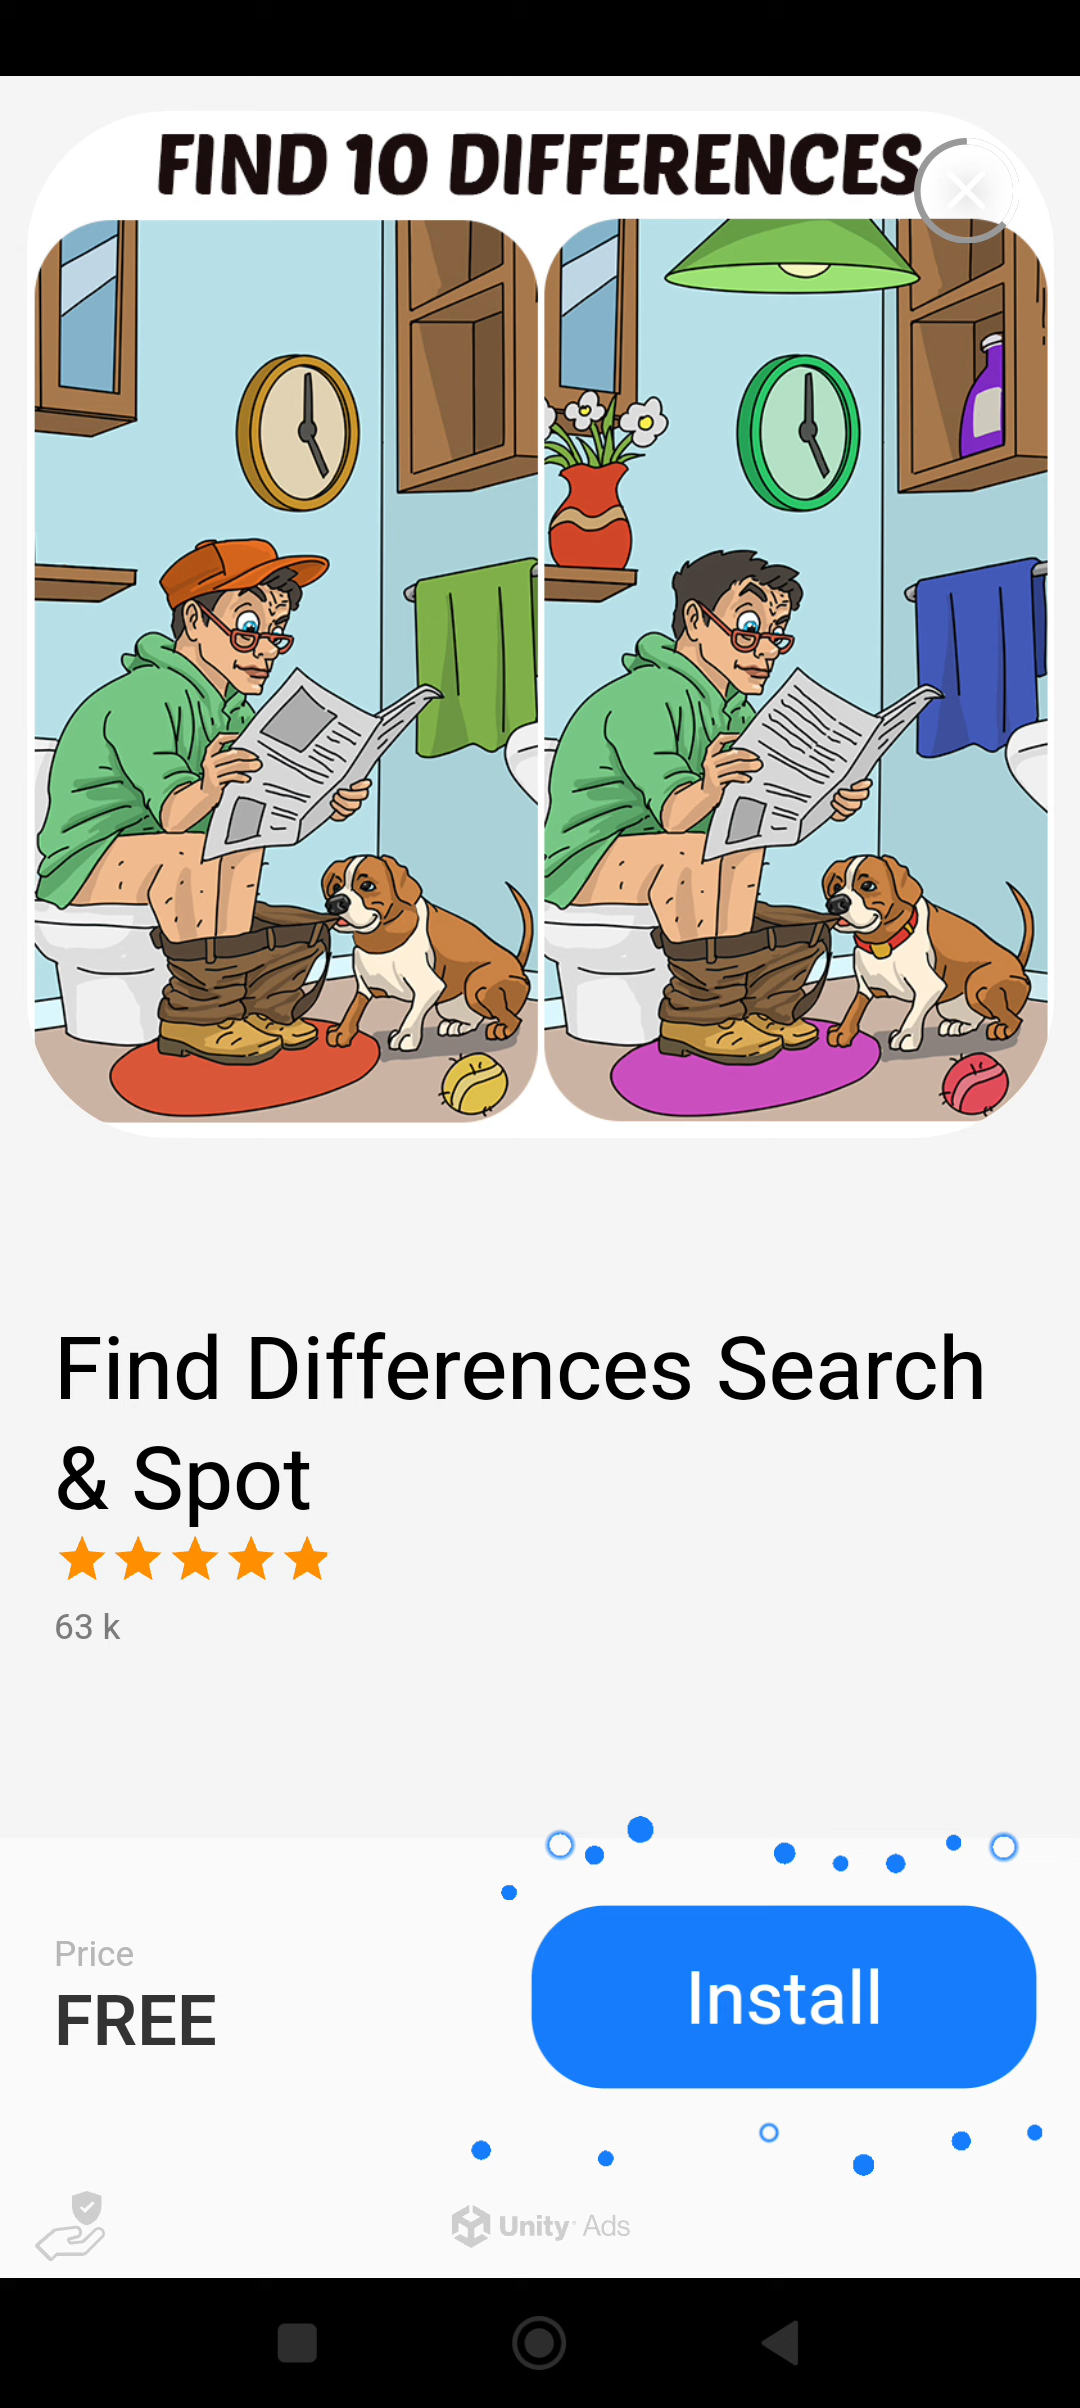 FIND 10 DIFFERENCES
Find Differences Search
& Spot
63 k
Price
FREE
Install
Unity Ads